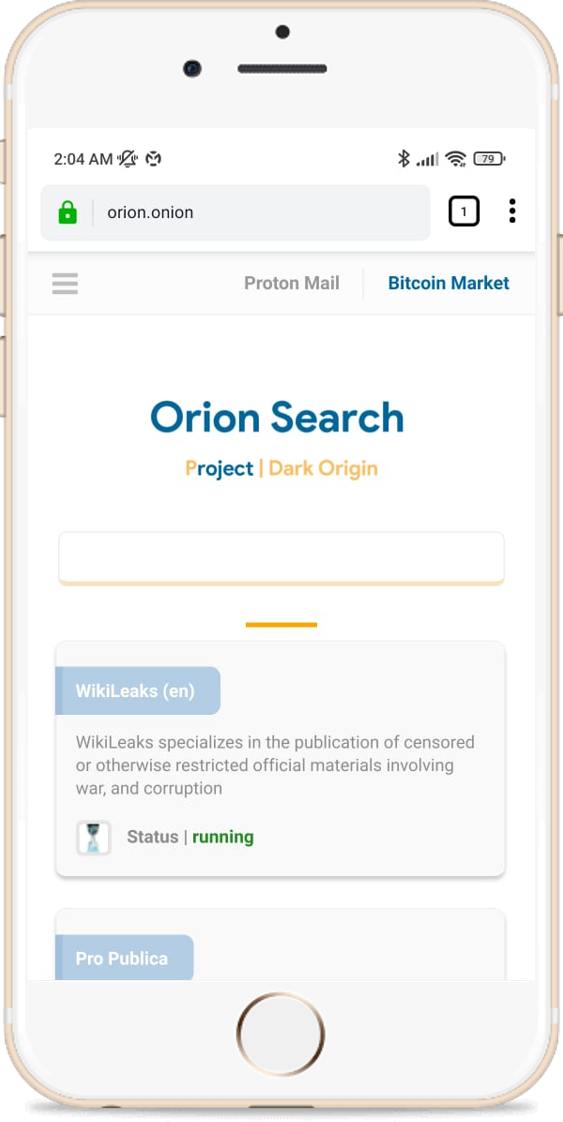 2:04 AM
79
orion.onion
1
Proton Mail
Bitcoin Market
Orion Search
Project | Dark Origin
WikiLeaks (en)
WikiLeaks specializes in the publication of censored
or otherwise restricted official materials involving
war, and corruption
Status | running
Pro Publica